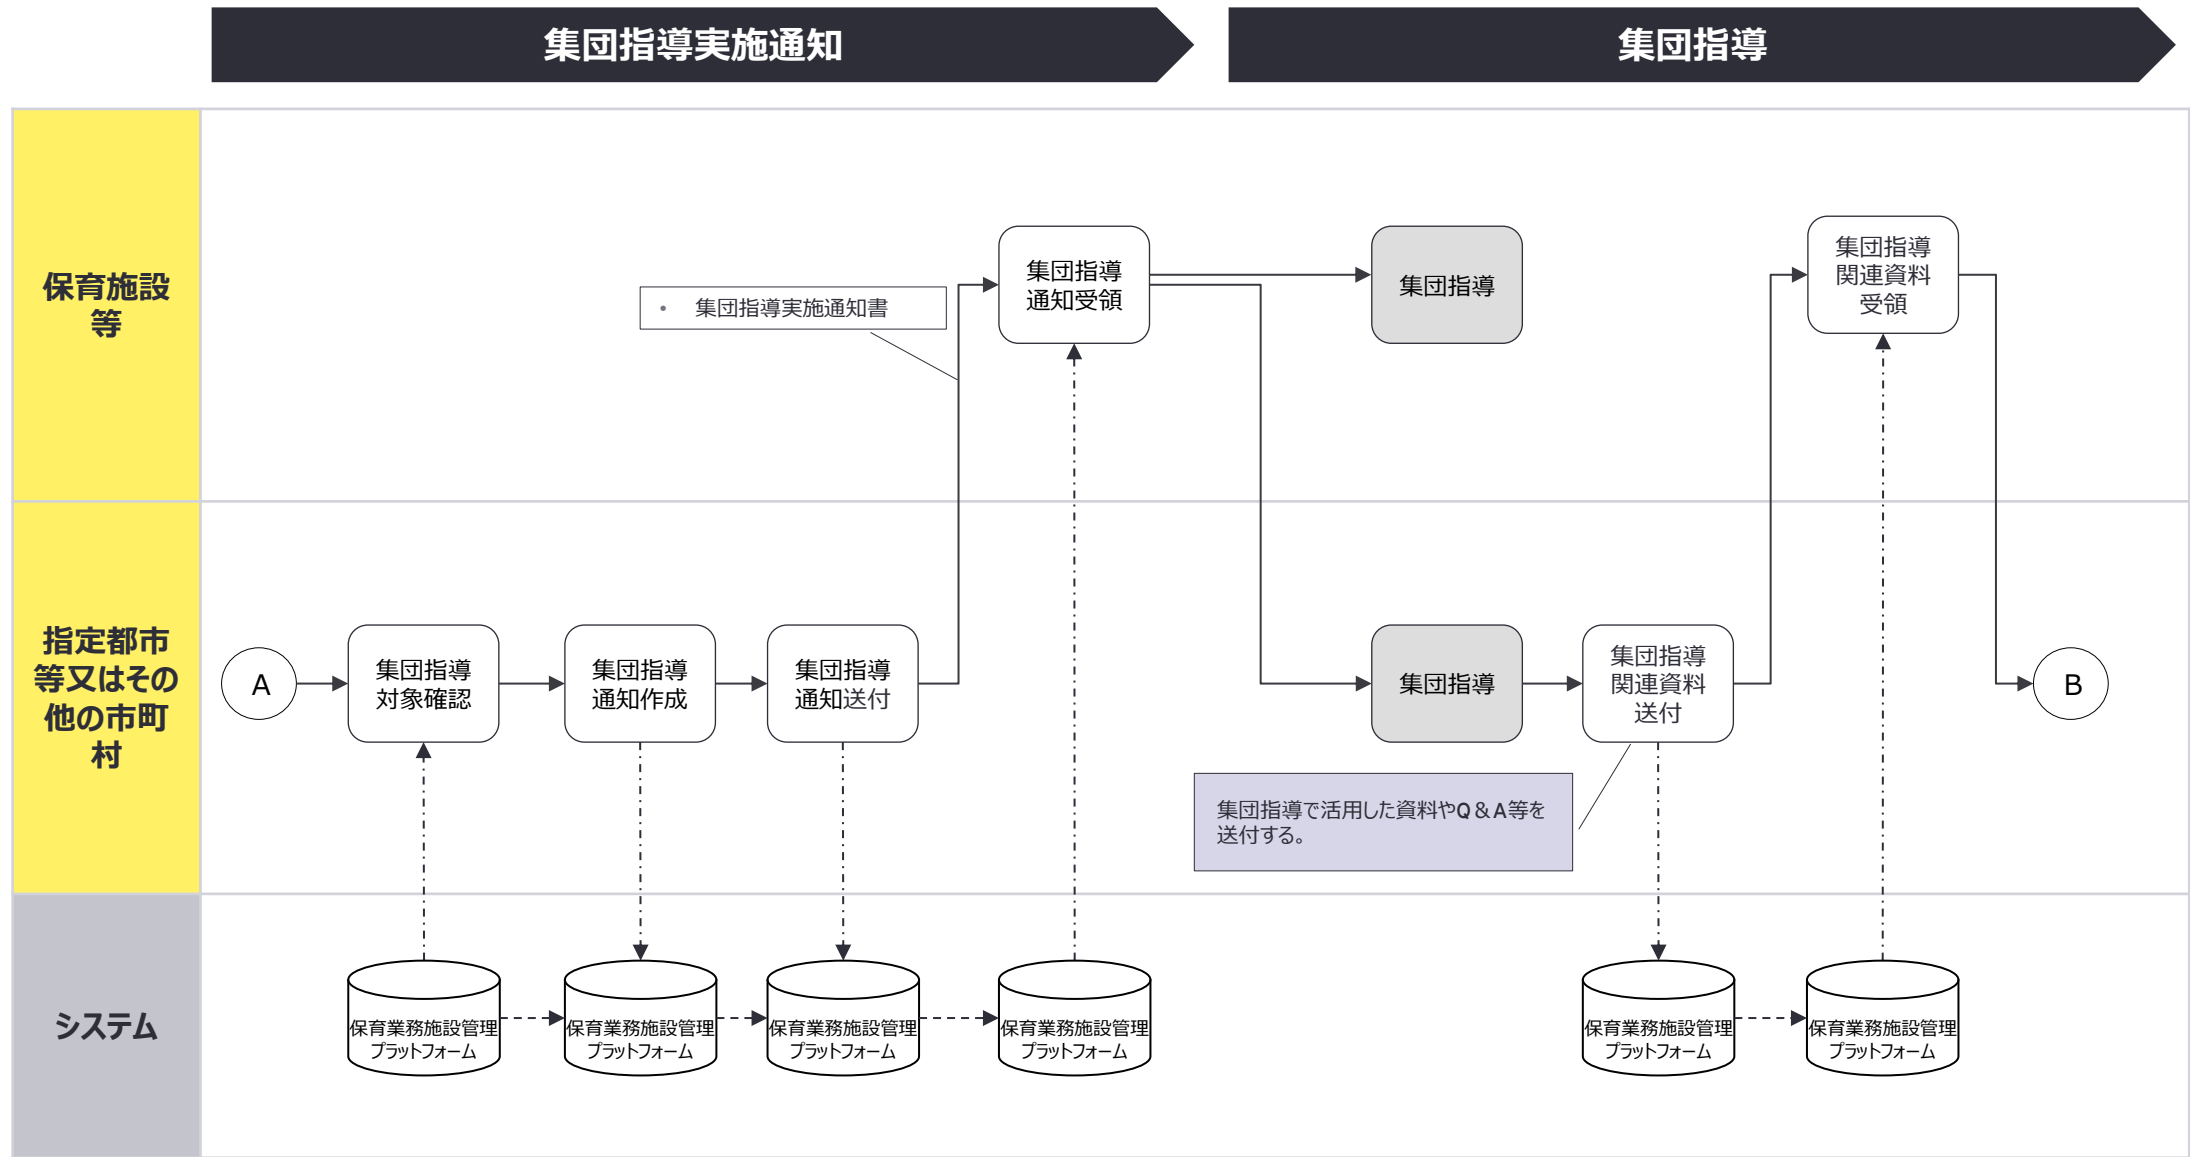 集団指導実施通知
集団指導
保育施設
等
集団指導
通知受領
集団指導
集団指導
関連資料
受領
• 集団指導実施通知書
指定都市
等又はその
他の市町
村
A
集団指導
対象確認
集団指導
通知作成
集団指導
通知送付
集団指導
集団指導
関連資料
送付
B
集団指導で活用した資料やQ&A等を
送付する。
システム
保育業務施設管理
プラットフォーム
保育業務施設管理
プラットフォーム
保育業務施設管理
プラットフォーム
保育業務施設管理
プラットフォーム
保育業務施設管理
プラットフォーム
保育業務施設管理
プラットフォーム